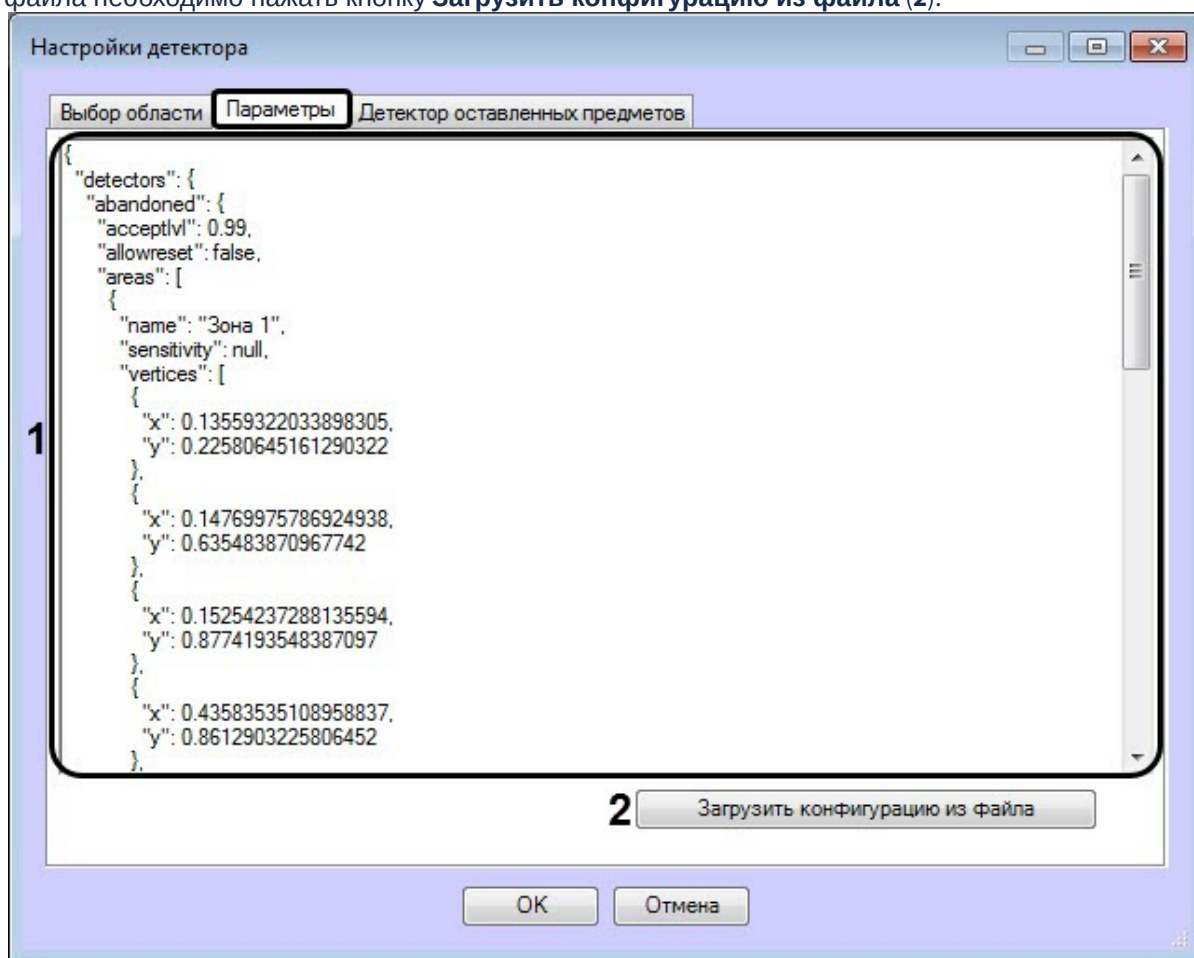 файла необходимо нажать кнопку Загрузить конфигурацию из файла (2).
Настройки детектора
Выбор области Параметры Детектор оставленных предметов
{
"detectors": {
"abandoned": {
"acceptlvl": 0.99,
"allowreset": false,
"areas": [
{
"name": "Зона 1",
"sensitivity": null,
"vertices": [
{
"x": 0.13559322033898305,
1
"y": 0.22580645161290322
},
{
"x": 0.14769975786924938,
"y": 0.635483870967742
},
{
"x": 0.15254237288135594,
"y": 0.8774193548387097
},
{
"x": 0.43583535108958837,
"y": 0.8612903225806452
},
2 Загрузить конфигурацию из файла
OK Отмена